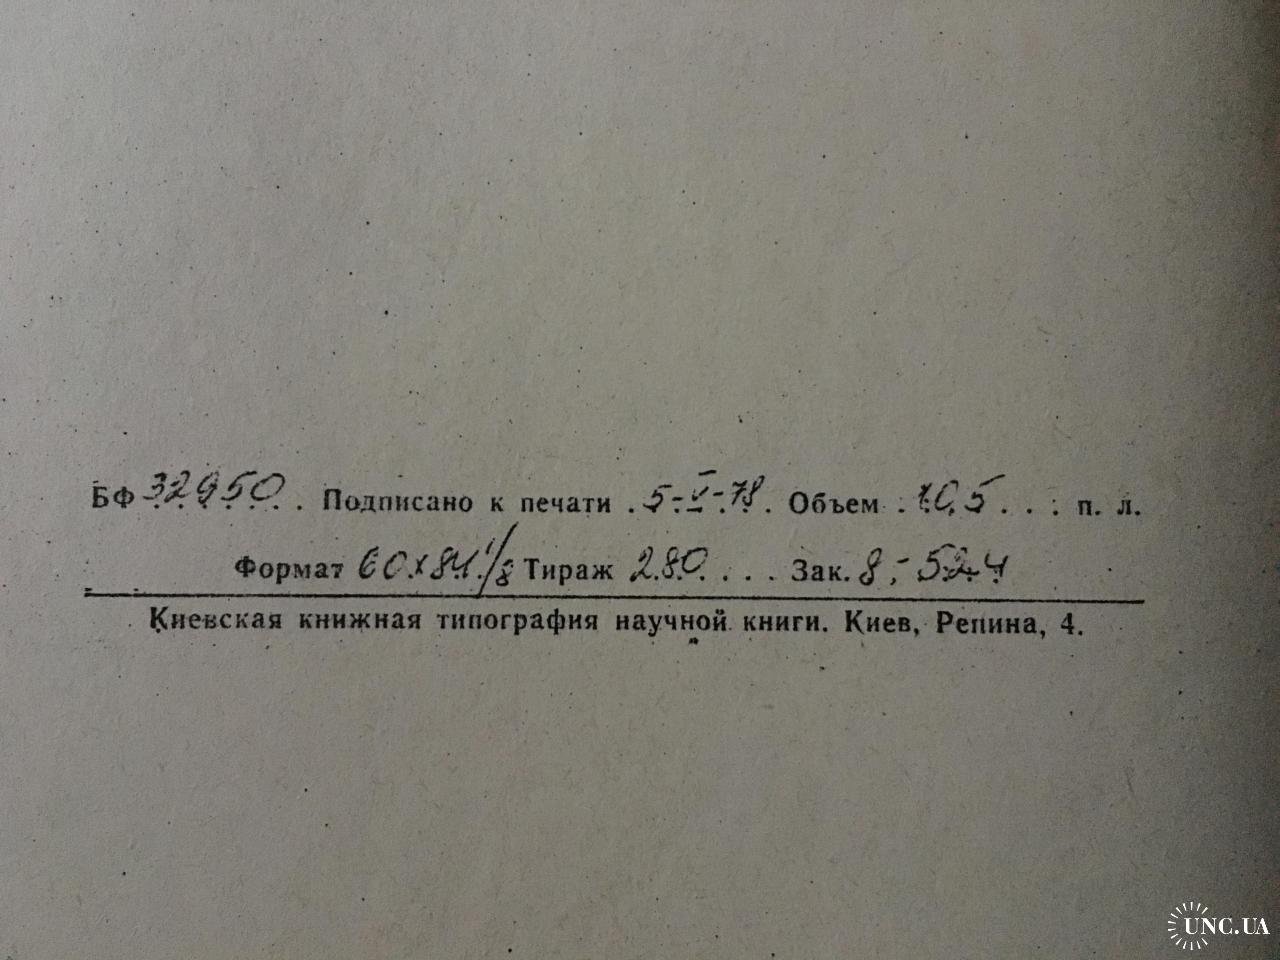 БФ 32950. Подписано к печати . 5-V-78. Объем . 10,5 . . . п. л.
Формат 60x84 1/8 Тираж 280 . . . . Зак. 8-524
Киевская книжная типография научной книги. Киев, Репина, 4.
UNC.UA